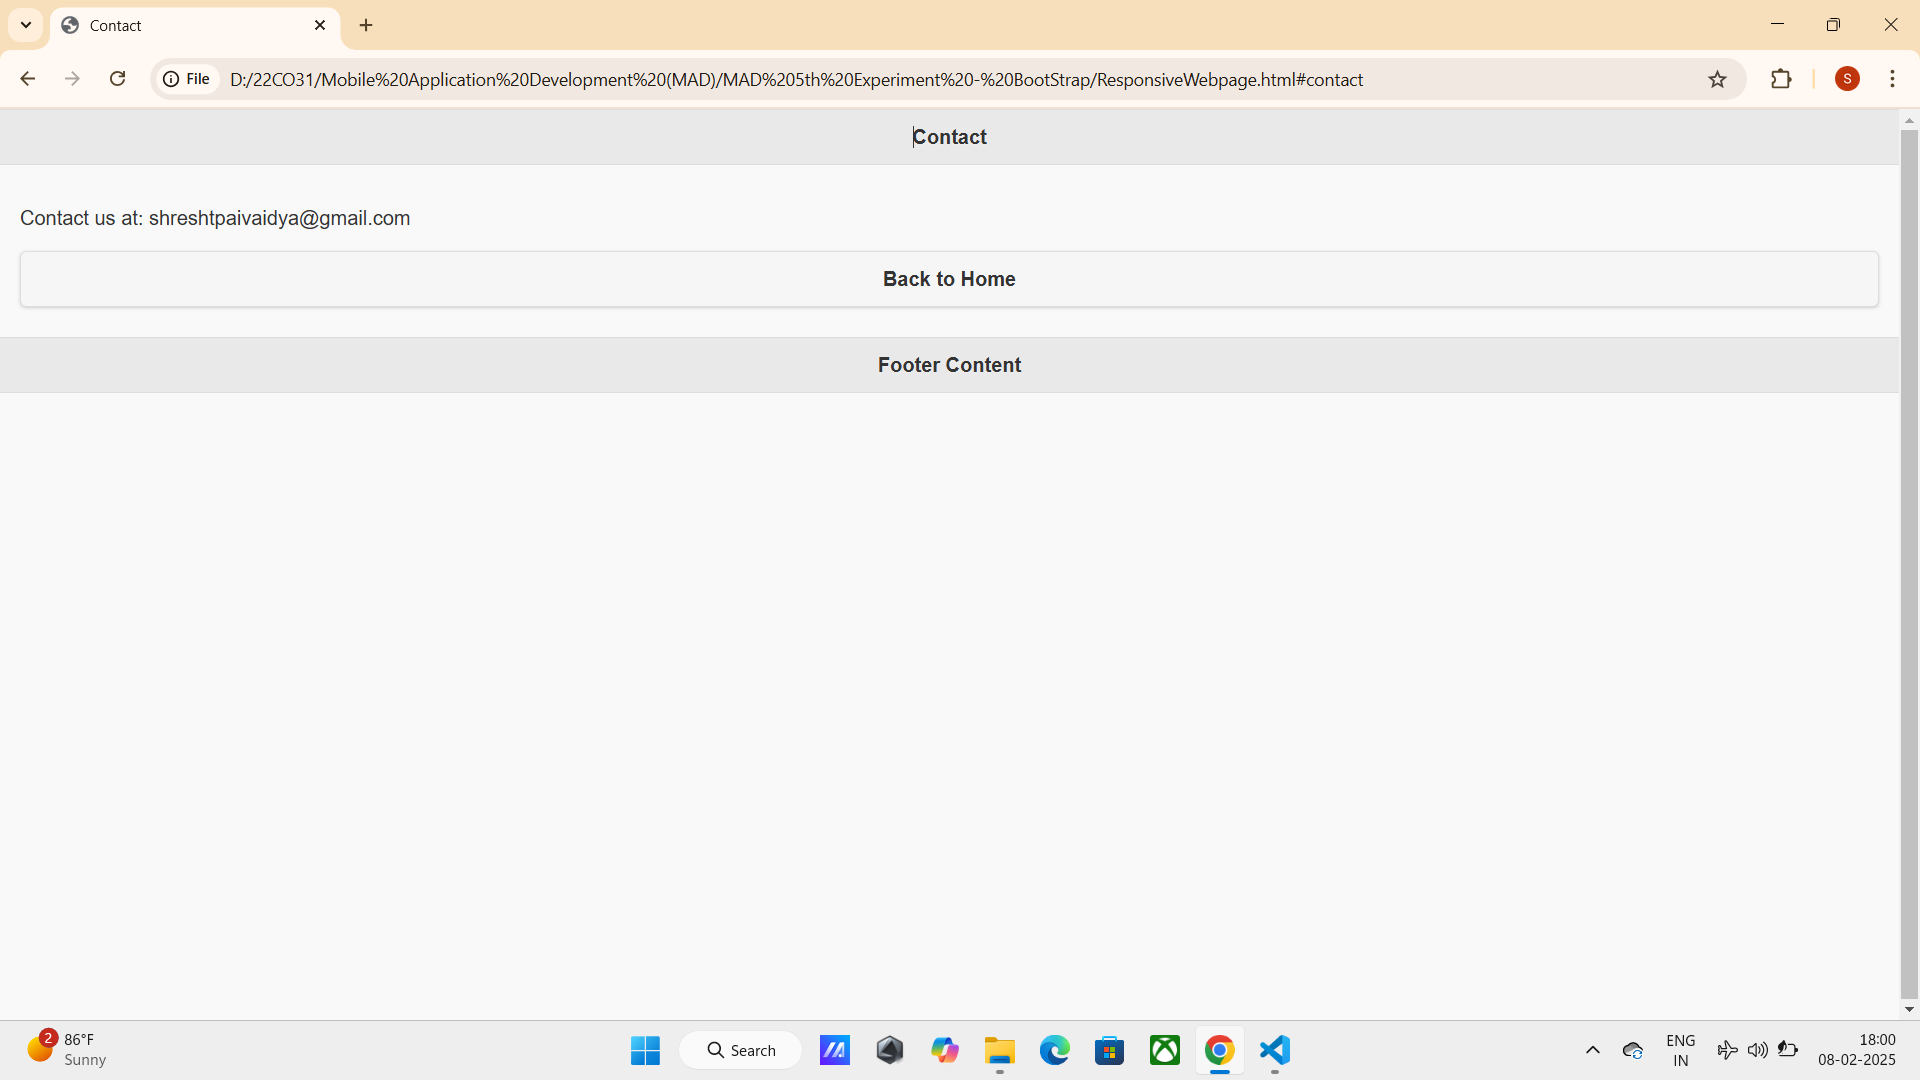 Contact
File
D:/22CO31/Mobile%20Application%20Development%20(MAD)/MAD%205th%20Experiment%20-%20BootStrap/ResponsiveWebpage.html#contact
S
Contact
Contact us at: shreshtpaivaidya@gmail.com
Back to Home
Footer Content
2
86°F
Sunny
Search
ENG
IN
18:00
08-02-2025